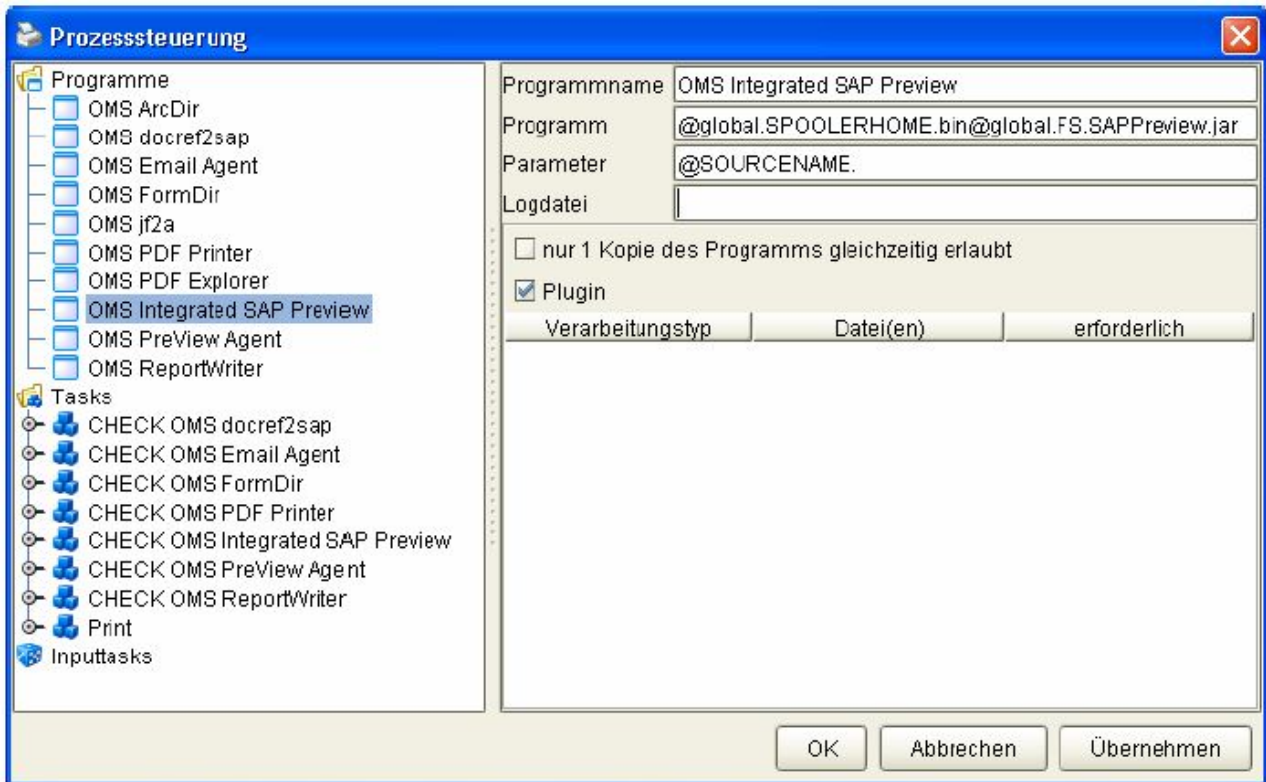 Prozesssteuerung
Programme
OMS ArcDir
OMS docref2sap
OMS Email Agent
OMS FormDir
OMS jf2a
OMS PDF Printer
OMS PDF Explorer
OMS Integrated SAP Preview
OMS PreView Agent
OMS ReportWriter
Tasks
CHECK OMS docref2sap
CHECK OMS Email Agent
CHECK OMS FormDir
CHECK OMS PDF Printer
CHECK OMS Integrated SAP Preview
CHECK OMS PreView Agent
CHECK OMS ReportWriter
Print
Inputtasks
Programmname OMS Integrated SAP Preview
Programm @global.SPOOLERHOME.bin@global.FS.SAPPreview.jar
Parameter @SOURCENAME.
Logdatei
nur 1 Kopie des Programms gleichzeitig erlaubt
Plugin
Verarbeitungstyp Datei(en) erforderlich
OK Abbrechen Übernehmen